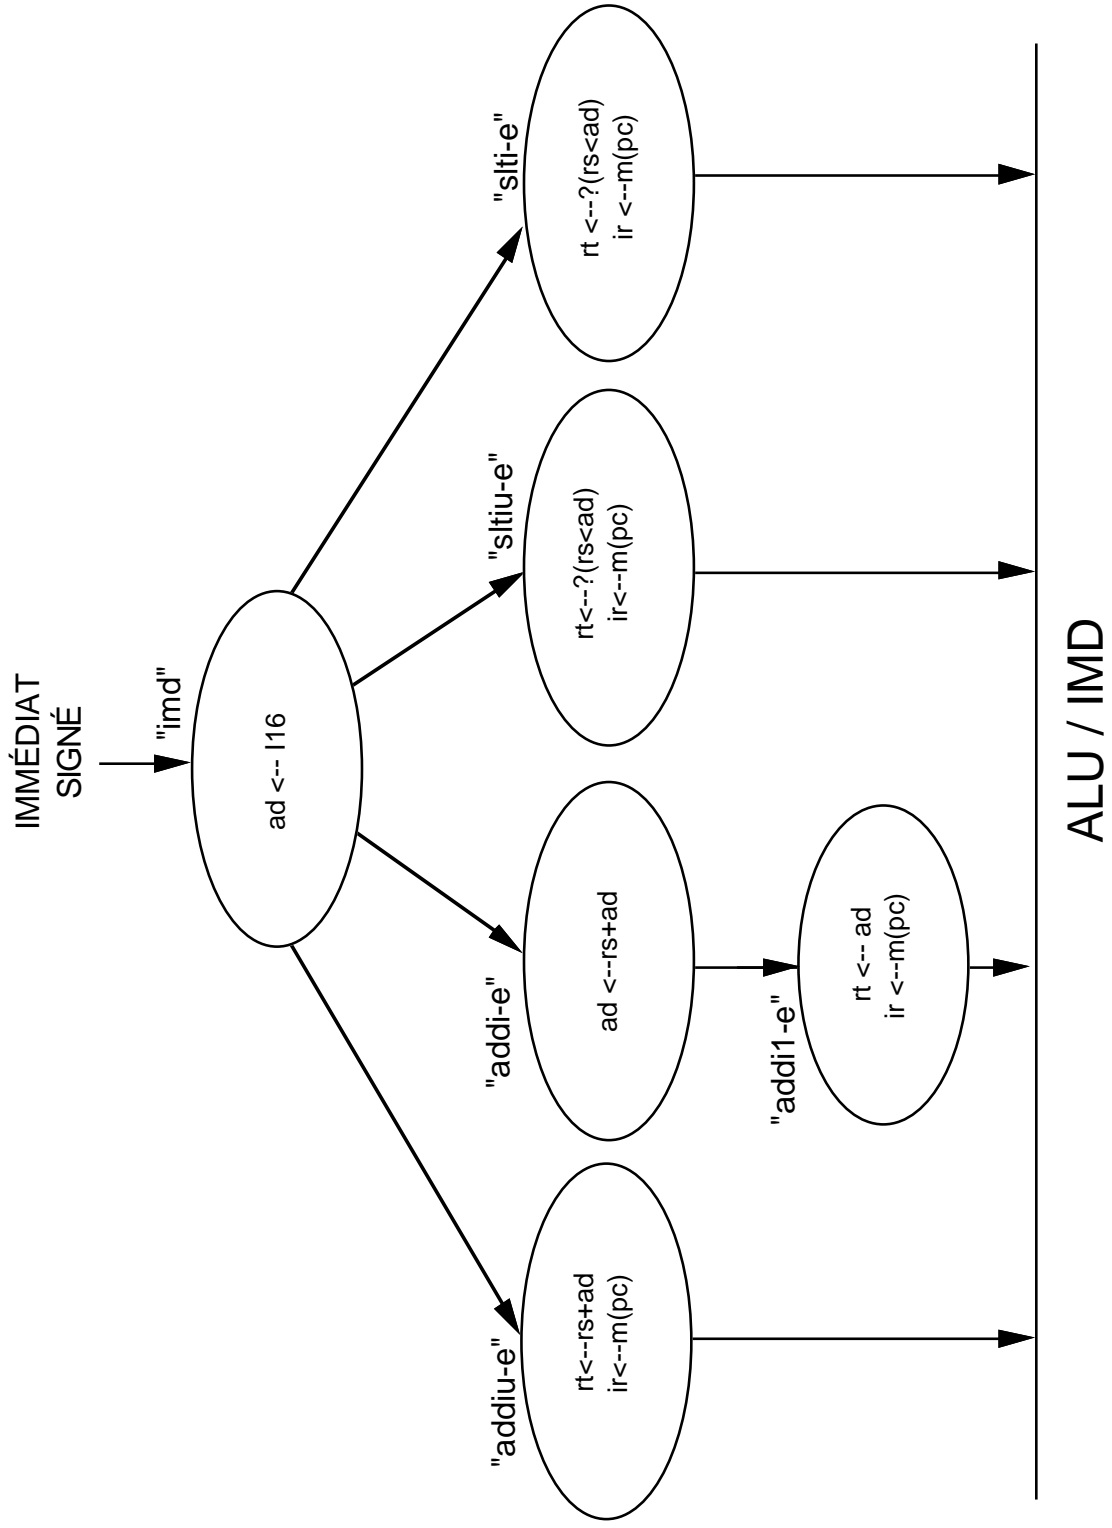 IMMÉDIAT
SIGNÉ
"imd"
ad <-- I16
"addiu-e"
rt<--rs+ad
ir<--m(pc)
"addi-e"
ad <--rs+ad
"sltiu-e"
rt<--?(rs<ad)
ir<--m(pc)
"slti-e"
rt <--?(rs<ad)
ir <--m(pc)
"addi1-e"
rt <-- ad
ir <--m(pc)
ALU / IMD